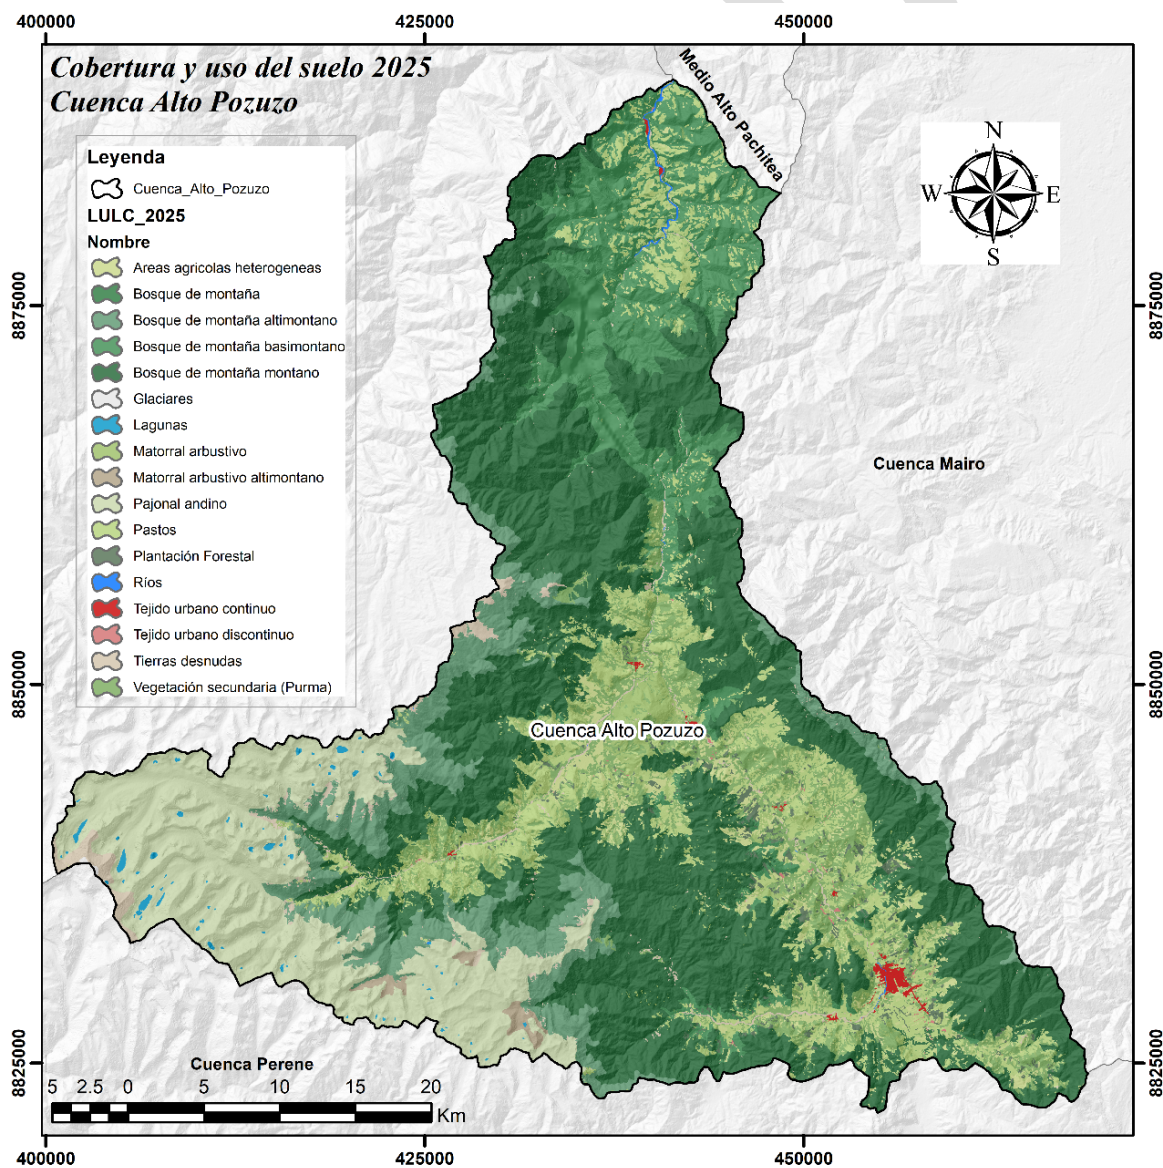 400000 425000 450000
Cobertura y uso del suelo 2025
Cuenca Alto Pozuzo
Medio Alto Pachitea
Leyenda
Cuenca_Alto_Pozuzo
LULC_2025
Nombre
Areas agricolas heterogeneas
Bosque de montaña
Bosque de montaña altimontano
Bosque de montaña basimontano
Bosque de montaña montano
Glaciares
Lagunas
Matorral arbustivo
Matorral arbustivo altimontano
Pajonal andino
Pastos
Plantación Forestal
Ríos
Tejido urbano continuo
Tejido urbano discontinuo
Tierras desnudas
Vegetación secundaria (Purma)
N
W E
S
8875000 8875000
Cuenca Mairo
8850000 8850000
Cuenca Alto Pozuzo
8825000 8825000
Cuenca Perene
5 2.5 0 5 10 15 20
Km
400000 425000 450000